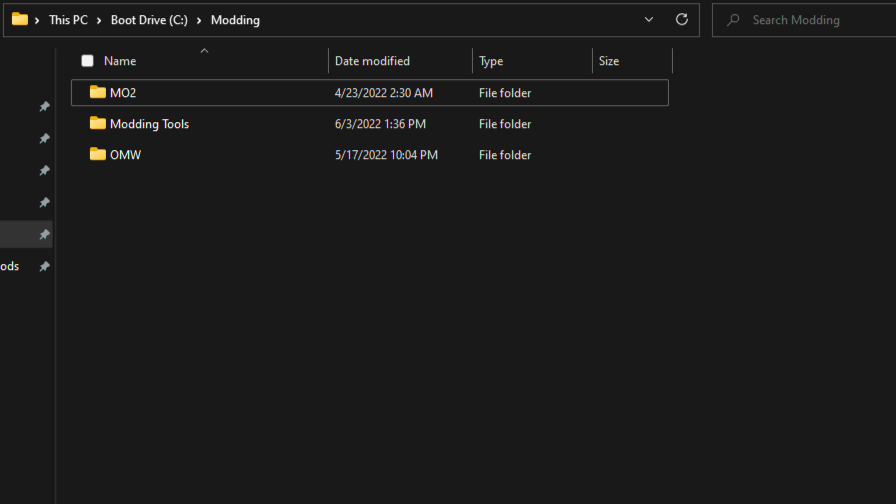 This PC > Boot Drive (C:) > Modding
Search Modding
Name Date modified Type Size
MO2 4/23/2022 2:30 AM File folder
Modding Tools 6/3/2022 1:36 PM File folder
OMW 5/17/2022 10:04 PM File folder
ods